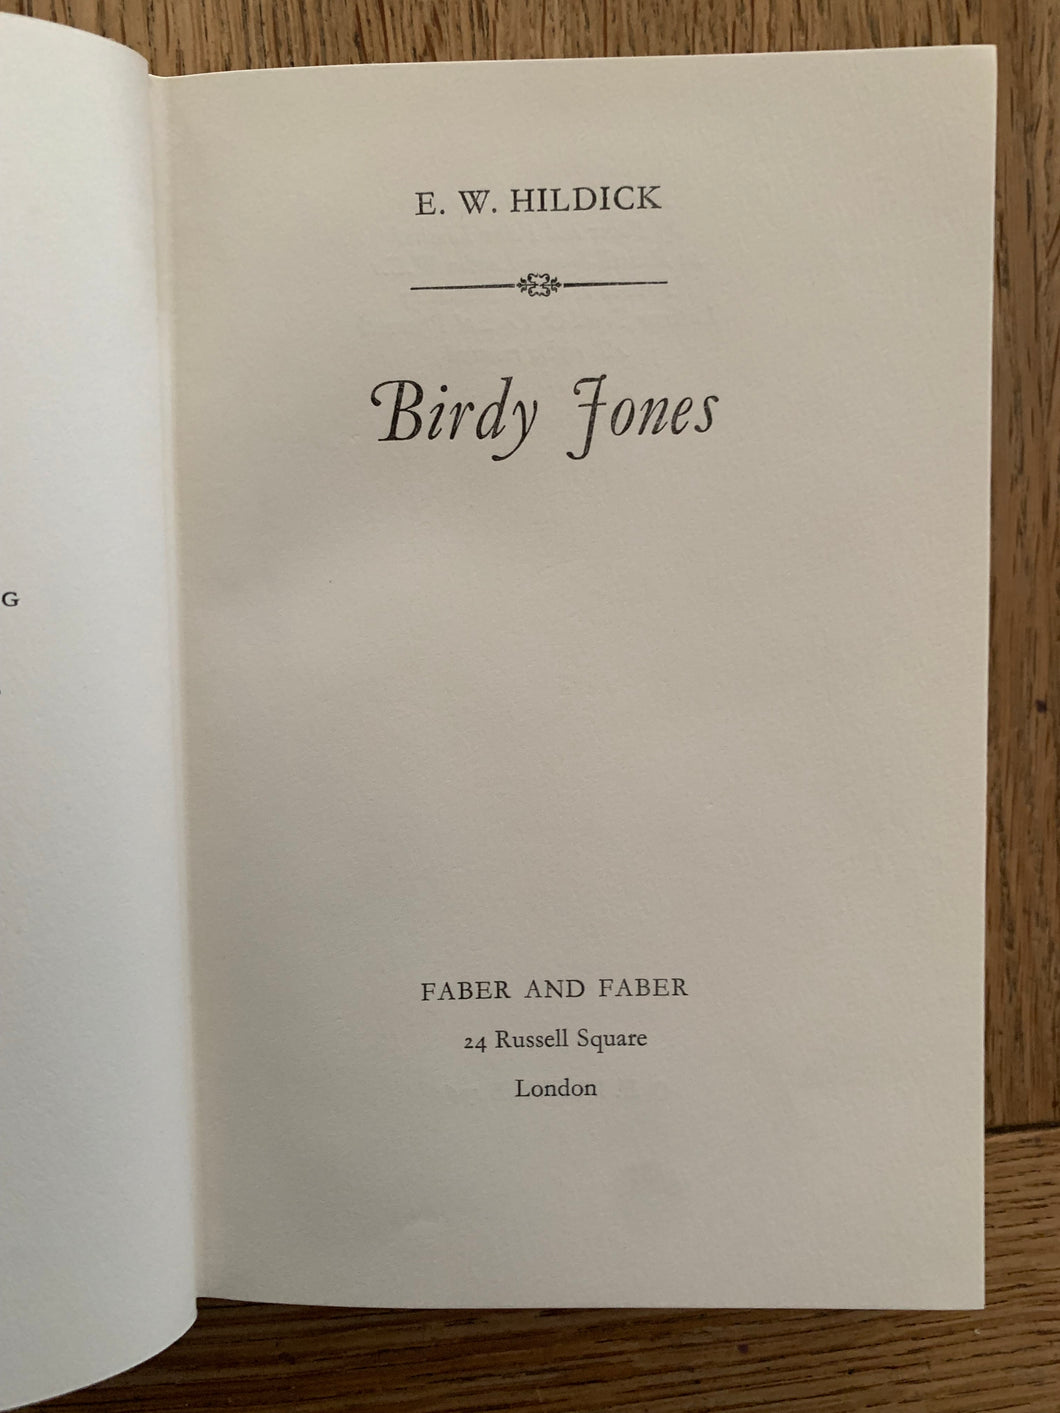 G
E. W. HILDICK
Birdy Jones
FABER AND FABER
24 Russell Square
London